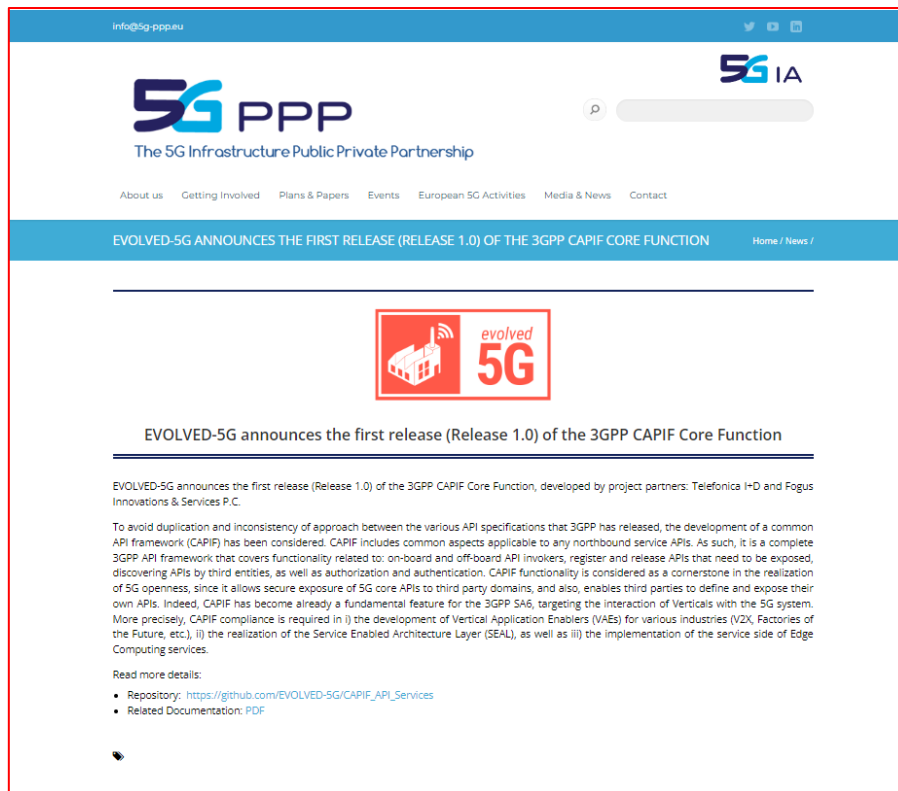 info@5g-ppp.eu
5G IA
5G PPP
The 5G Infrastructure Public Private Partnership
About us Getting Involved Plans & Papers Events European 5G Activities Media & News Contact
EVOLVED-5G ANNOUNCES THE FIRST RELEASE (RELEASE 1.0) OF THE 3GPP CAPIF CORE FUNCTION Home / News /
evolved
5G
EVOLVED-5G announces the first release (Release 1.0) of the 3GPP CAPIF Core Function
EVOLVED-5G announces the first release (Release 1.0) of the 3GPP CAPIF Core Function, developed by project partners: Telefonica I+D and Fogus
Innovations & Services P.C.
To avoid duplication and inconsistency of approach between the various API specifications that 3GPP has released, the development of a common
API framework (CAPIF) has been considered. CAPIF includes common aspects applicable to any northbound service APIs. As such, it is a complete
3GPP API framework that covers functionality related to: on-board and off-board API invokers, register and release APIs that need to be exposed,
discovering APIs by third entities, as well as authorization and authentication. CAPIF functionality is considered as a cornerstone in the realization
of 5G openness, since it allows secure exposure of 5G core APIs to third party domains, and also, enables third parties to define and expose their
own APIs. Indeed, CAPIF has become already a fundamental feature for the 3GPP SA6, targeting the interaction of Verticals with the 5G system.
More precisely, CAPIF compliance is required in i) the development of Vertical Application Enablers (VAEs) for various industries (V2X, Factories of
the Future, etc.), ii) the realization of the Service Enabled Architecture Layer (SEAL), as well as iii) the implementation of the service side of Edge
Computing services.
Read more details:
• Repository: https://github.com/EVOLVED-5G/CAPIF_API_Services
• Related Documentation: PDF